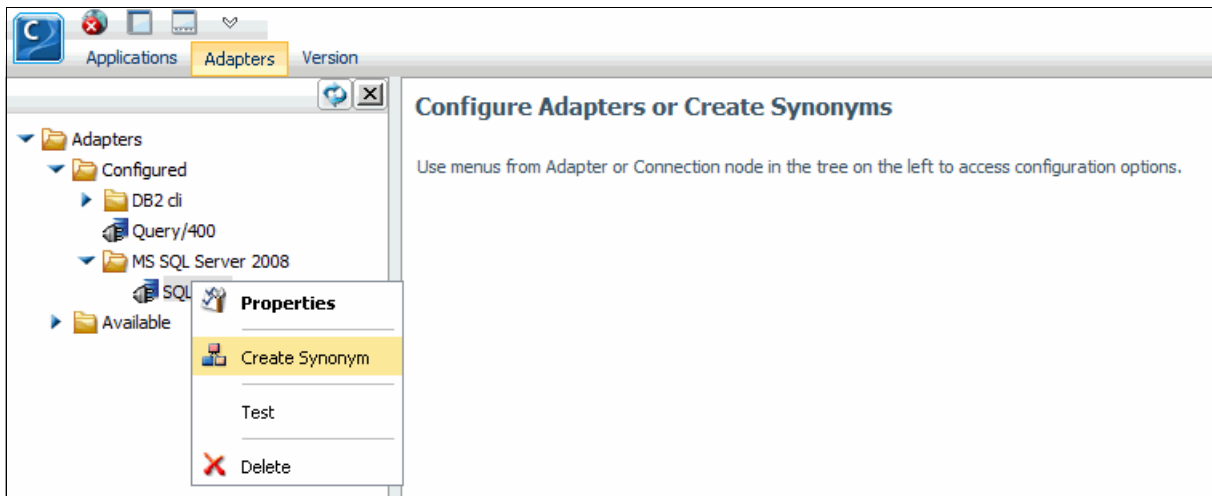 C
Applications Adapters Version
Configure Adapters or Create Synonyms
Use menus from Adapter or Connection node in the tree on the left to access configuration options.
Adapters
Configured
DB2 cli
Query/400
MS SQL Server 2008
SQL
Properties
Create Synonym
Test
Delete
Available